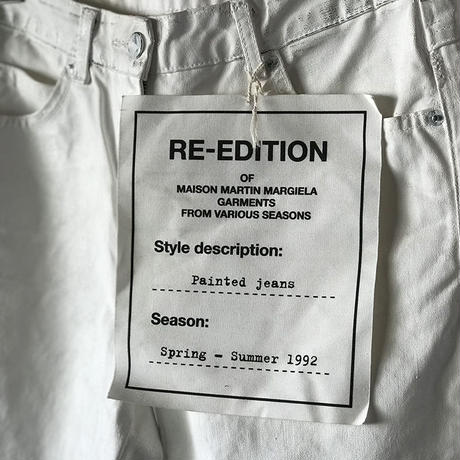 RE-EDITION
OF
MAISON MARTIN MARGIELA
GARMENTS
FROM VARIOUS SEASONS
Style description:
Painted jeans
Season:
Spring - Summer 1992